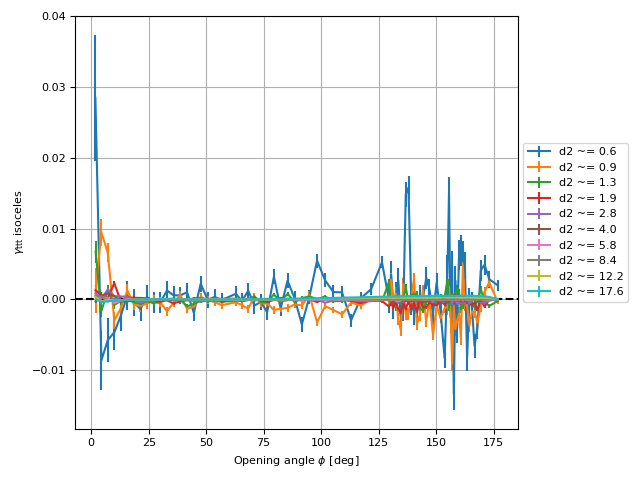 0.04
0.03
0.02
0.01
0.00
−0.01
γttt isoceles
0
25
50
75
100
125
150
175
Opening angle ϕ [deg]
d2 ~= 0.6
d2 ~= 0.9
d2 ~= 1.3
d2 ~= 1.9
d2 ~= 2.8
d2 ~= 4.0
d2 ~= 5.8
d2 ~= 8.4
d2 ~= 12.2
d2 ~= 17.6